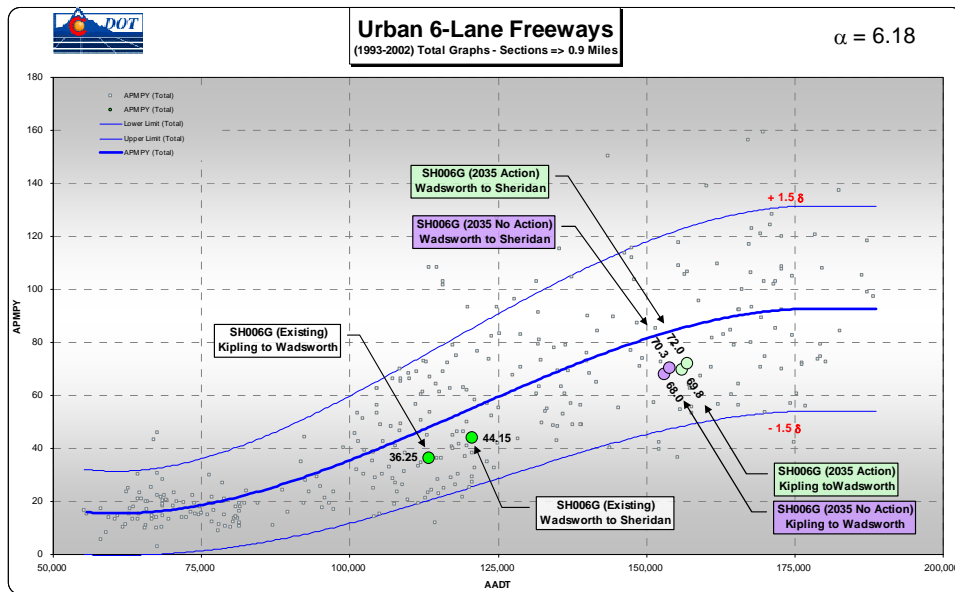 DOT
Urban 6-Lane Freeways
(1993-2002) Total Graphs - Sections => 0.9 Miles
α = 6.18
180
160
140
120
100
80
60
40
20
0
APMPY
APMPY (Total)
APMPY (Total)
Lower Limit (Total)
Upper Limit (Total)
APMPY (Total)
SH006G (2035 Action)
Wadsworth to Sheridan
SH006G (2035 No Action)
Wadsworth to Sheridan
+ 1.5 δ
SH006G (Existing)
Kipling to Wadsworth
72.0
70.3
69.8
68.0
36.25
44.15
- 1.5 δ
SH006G (2035 Action)
Kipling toWadsworth
SH006G (2035 No Action)
Kipling to Wadsworth
SH006G (Existing)
Wadsworth to Sheridan
50,000
75,000
100,000
125,000
150,000
175,000
200,000
AADT